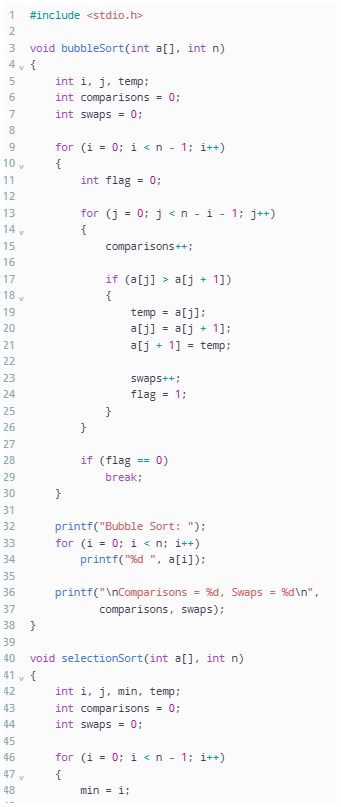 1 #include <stdio.h>
2
3 void bubbleSort(int a[], int n)
4 {
5     int i, j, temp;
6     int comparisons = 0;
7     int swaps = 0;
8
9     for (i = 0; i < n - 1; i++)
10     {
11         int flag = 0;
12
13         for (j = 0; j < n - i - 1; j++)
14         {
15             comparisons++;
16
17             if (a[j] > a[j + 1])
18             {
19                 temp = a[j];
20                 a[j] = a[j + 1];
21                 a[j + 1] = temp;
22
23                 swaps++;
24                 flag = 1;
25             }
26         }
27
28         if (flag == 0)
29             break;
30     }
31
32     printf("Bubble Sort: ");
33     for (i = 0; i < n; i++)
34         printf("%d ", a[i]);
35
36     printf("\nComparisons = %d, Swaps = %d\n",
37            comparisons, swaps);
38 }
39
40 void selectionSort(int a[], int n)
41 {
42     int i, j, min, temp;
43     int comparisons = 0;
44     int swaps = 0;
45
46     for (i = 0; i < n - 1; i++)
47     {
48         min = i;